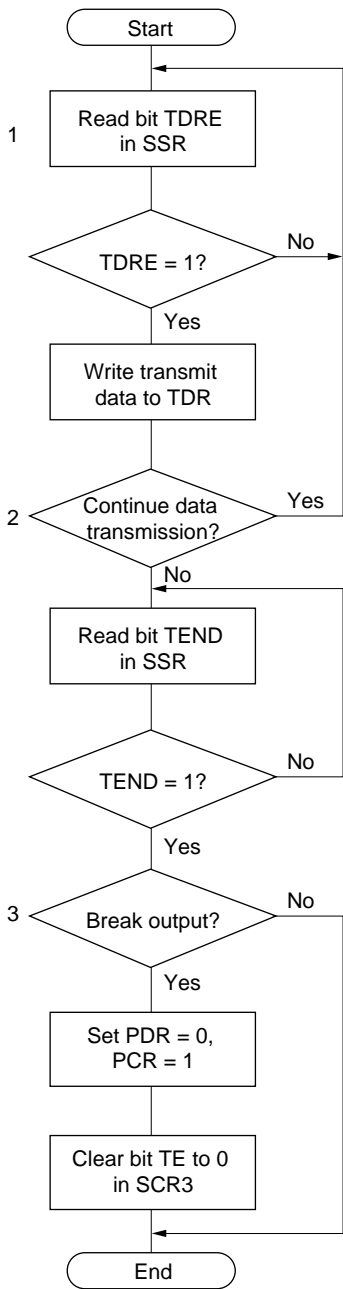 Start
1
Read bit TDRE
in SSR
No
TDRE = 1?
Yes
Write transmit
data to TDR
2
Continue data
transmission?
Yes
No
Read bit TEND
in SSR
No
TEND = 1?
Yes
3
No
Break output?
Yes
Set PDR = 0,
PCR = 1
Clear bit TE to 0
in SCR3
End